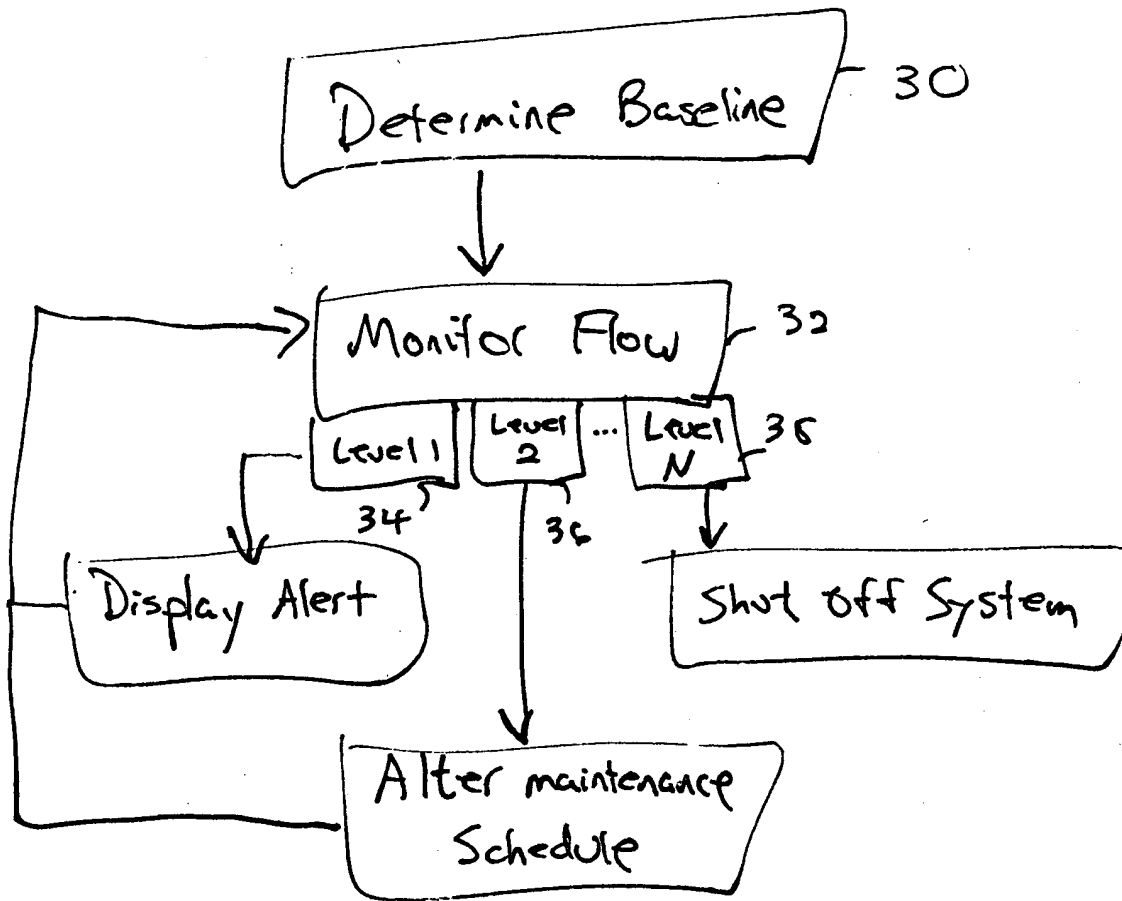 Determine Baseline
30
Monitor Flow
32
Level 1
Level
2
...
Level
N
38
34
36
Display Alert
Shut Off System
Alter maintenance
Schedule